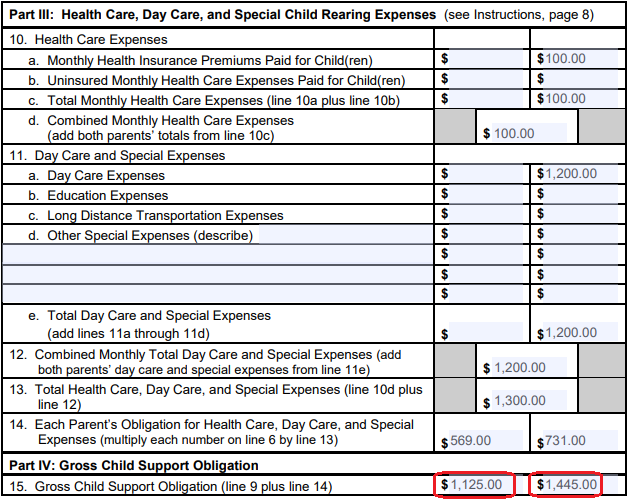 Part III: Health Care, Day Care, and Special Child Rearing Expenses (see Instructions, page 8)
10. Health Care Expenses
a. Monthly Health Insurance Premiums Paid for Child(ren) $ $100.00
b. Uninsured Monthly Health Care Expenses Paid for Child(ren) $ $
c. Total Monthly Health Care Expenses (line 10a plus line 10b) $ $100.00
d. Combined Monthly Health Care Expenses
(add both parents' totals from line 10c) $ 100.00
11. Day Care and Special Expenses
a. Day Care Expenses $ $1,200.00
b. Education Expenses $ $
c. Long Distance Transportation Expenses $ $
d. Other Special Expenses (describe) $ $
$ $
$ $
$ $
e. Total Day Care and Special Expenses
(add lines 11a through 11d) $ $1,200.00
12. Combined Monthly Total Day Care and Special Expenses (add
both parents' day care and special expenses from line 11e) $ 1,200.00
13. Total Health Care, Day Care, and Special Expenses (line 10d plus
line 12) $ 1,300.00
14. Each Parent's Obligation for Health Care, Day Care, and Special
Expenses (multiply each number on line 6 by line 13) $569.00 $731.00
Part IV: Gross Child Support Obligation
15. Gross Child Support Obligation (line 9 plus line 14) $1,125.00 $1,445.00